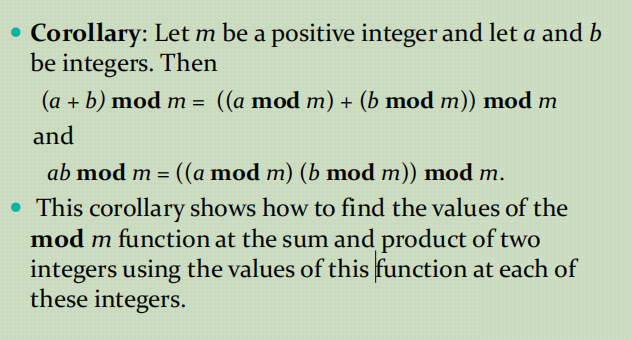 • Corollary: Let m be a positive integer and let a and b
be integers. Then
(a + b) mod m = ((a mod m) + (b mod m)) mod m
and
ab mod m = ((a mod m) (b mod m)) mod m.
• This corollary shows how to find the values of the
mod m function at the sum and product of two
integers using the values of this function at each of
these integers.